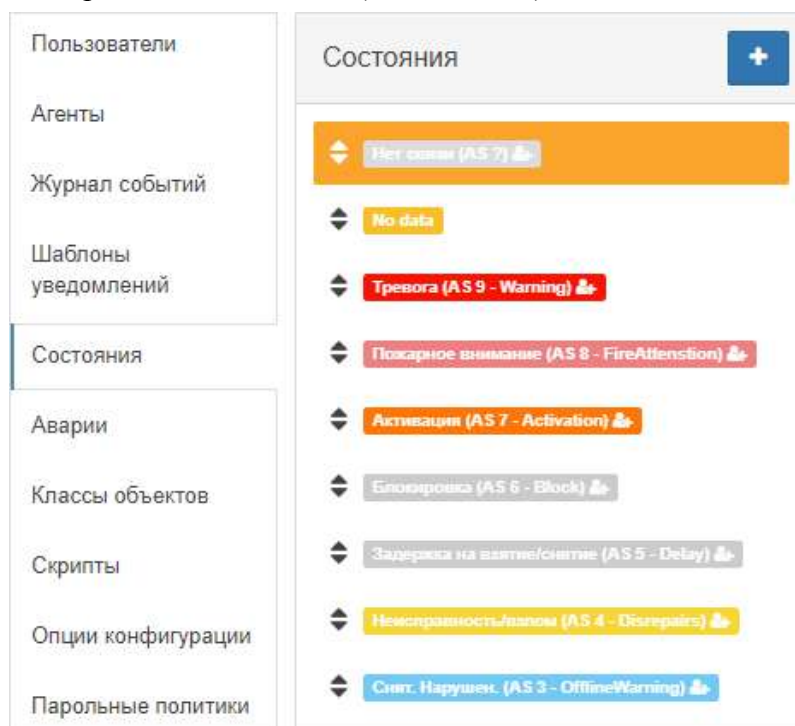 Пользователи
Агенты
Журнал событий
Шаблоны
уведомлений
Состояния
Аварии
Классы объектов
Скрипты
Опции конфигурации
Парольные политики
Состояния
Нет связи (AS ?)
No data
Тревога (AS 9 - Warning)
Пожарное внимание (AS 8 - FireAttenstion)
Активация (AS 7 - Activation)
Блокировка (AS 6 - Block)
Задержка на взятие/снятие (AS 5 - Delay)
Неисправность/взлом (AS 4 - Disrepairs)
Снят. Нарушен. (AS 3 - OfflineWarning)